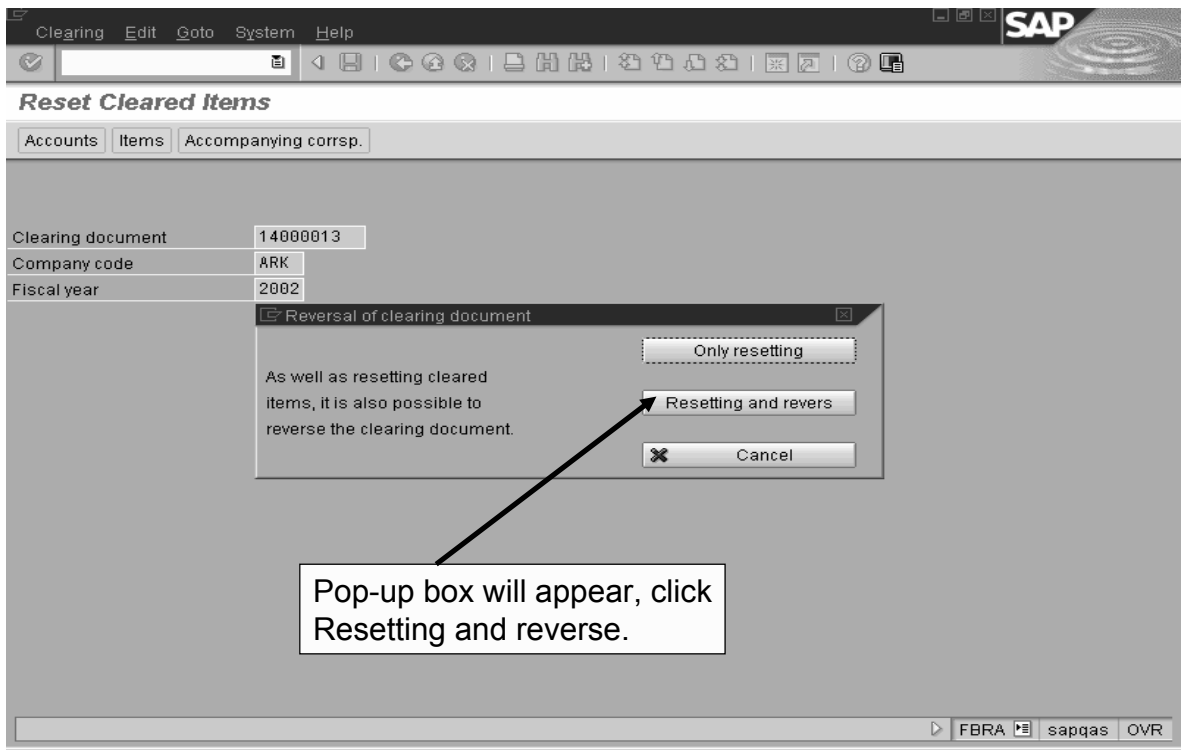 Clearing Edit Goto System Help
SAP
Reset Cleared Items
Accounts Items Accompanying corrsp.
Clearing document 14000013
Company code ARK
Fiscal year 2002
Reversal of clearing document
Only resetting
As well as resetting cleared
items, it is also possible to
reverse the clearing document.
Resetting and revers
Cancel
Pop-up box will appear, click
Resetting and reverse.
FBRA sapqas OVR